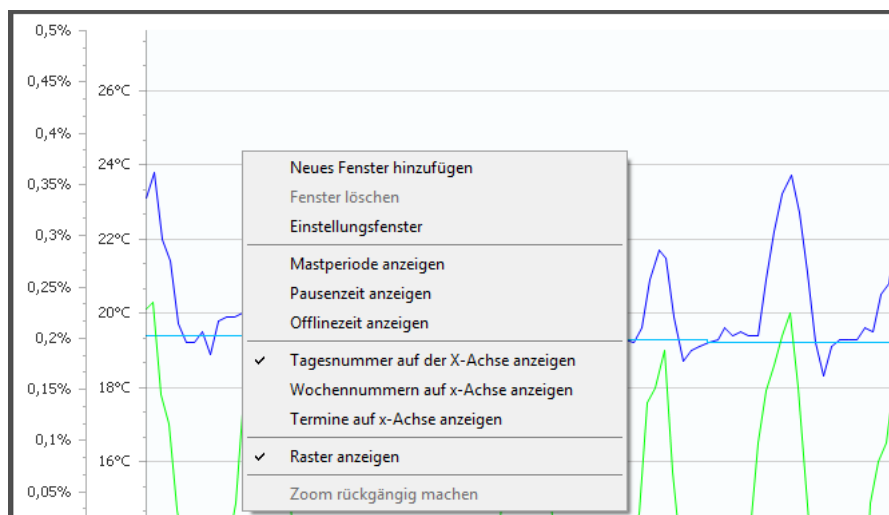 0,5%
0,45%
0,4%
0,35%
0,3%
0,25%
0,2%
0,15%
0,1%
0,05%
26°C
24°C
22°C
20°C
18°C
16°C
Neues Fenster hinzufügen
Fenster löschen
Einstellungsfenster
Mastperiode anzeigen
Pausenzeit anzeigen
Offlinezeit anzeigen
Tagesnummer auf der X-Achse anzeigen
Wochennummern auf x-Achse anzeigen
Termine auf x-Achse anzeigen
Raster anzeigen
Zoom rückgängig machen